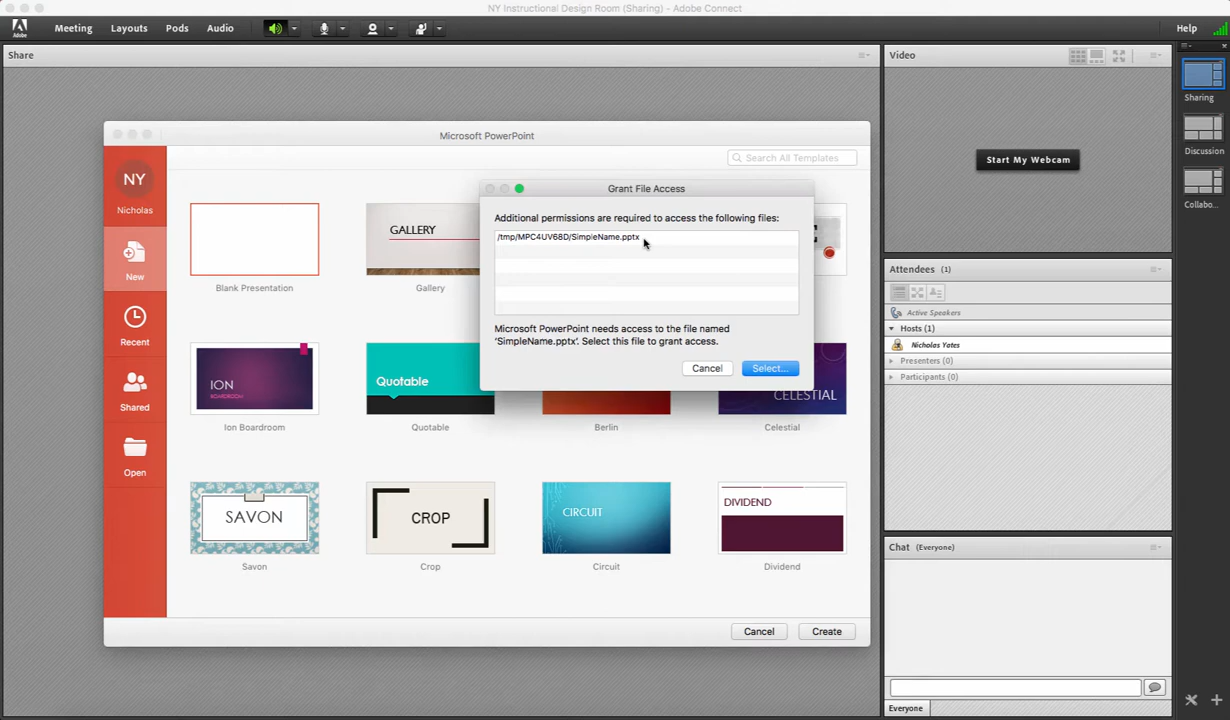 NY Instructional Design Room (Sharing) - Adobe Connect
Adobe
Meeting
Layouts
Pods
Audio
Help
Share
Video
Sharing
Discussion
Collabo...
Start My Webcam
Microsoft PowerPoint
Search All Templates
NY
Nicholas
New
Recent
Shared
Open
GALLERY
Blank Presentation
Gallery
Grant File Access
Additional permissions are required to access the following files:
/tmp/MPC4UV68D/SimpleName.pptx
Microsoft PowerPoint needs access to the file named
'SimpleName.pptx'. Select this file to grant access.
Cancel
Select...
ION
BOARDROOM
Quotable
CELESTIAL
Ion Boardroom
Quotable
Berlin
Celestial
SAVON
CROP
CIRCUIT
DIVIDEND
Savon
Crop
Circuit
Dividend
Cancel
Create
Attendees (1)
Active Speakers
Hosts (1)
Nicholas Yates
Presenters (0)
Participants (0)
Chat (Everyone)
Everyone